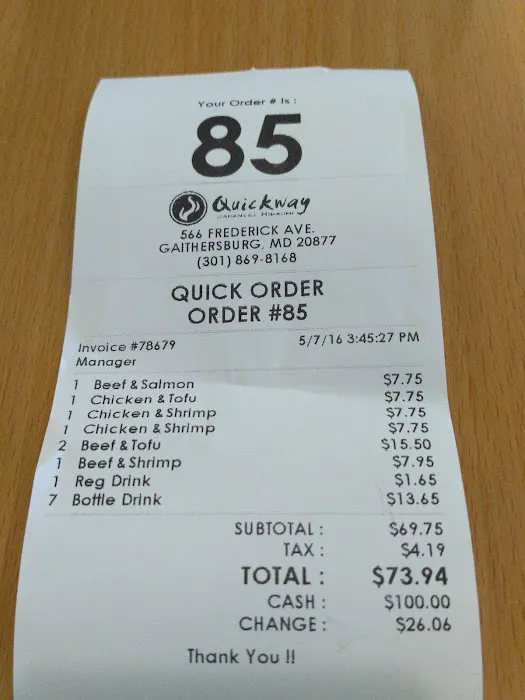 Your Order # Is :
85
Quickway
JAPANESE HIBACHI
566 FREDERICK AVE.
GAITHERSBURG, MD 20877
(301) 869-8168
QUICK ORDER
ORDER #85
Invoice #78679 5/7/16 3:45:27 PM
Manager
1 Beef & Salmon $7.75
1 Chicken & Tofu $7.75
1 Chicken & Shrimp $7.75
1 Chicken & Shrimp $7.75
2 Beef & Tofu $15.50
1 Beef & Shrimp $7.95
1 Reg Drink $1.65
7 Bottle Drink $13.65
SUBTOTAL : $69.75
TAX : $4.19
TOTAL : $73.94
CASH : $100.00
CHANGE : $26.06
Thank You !!